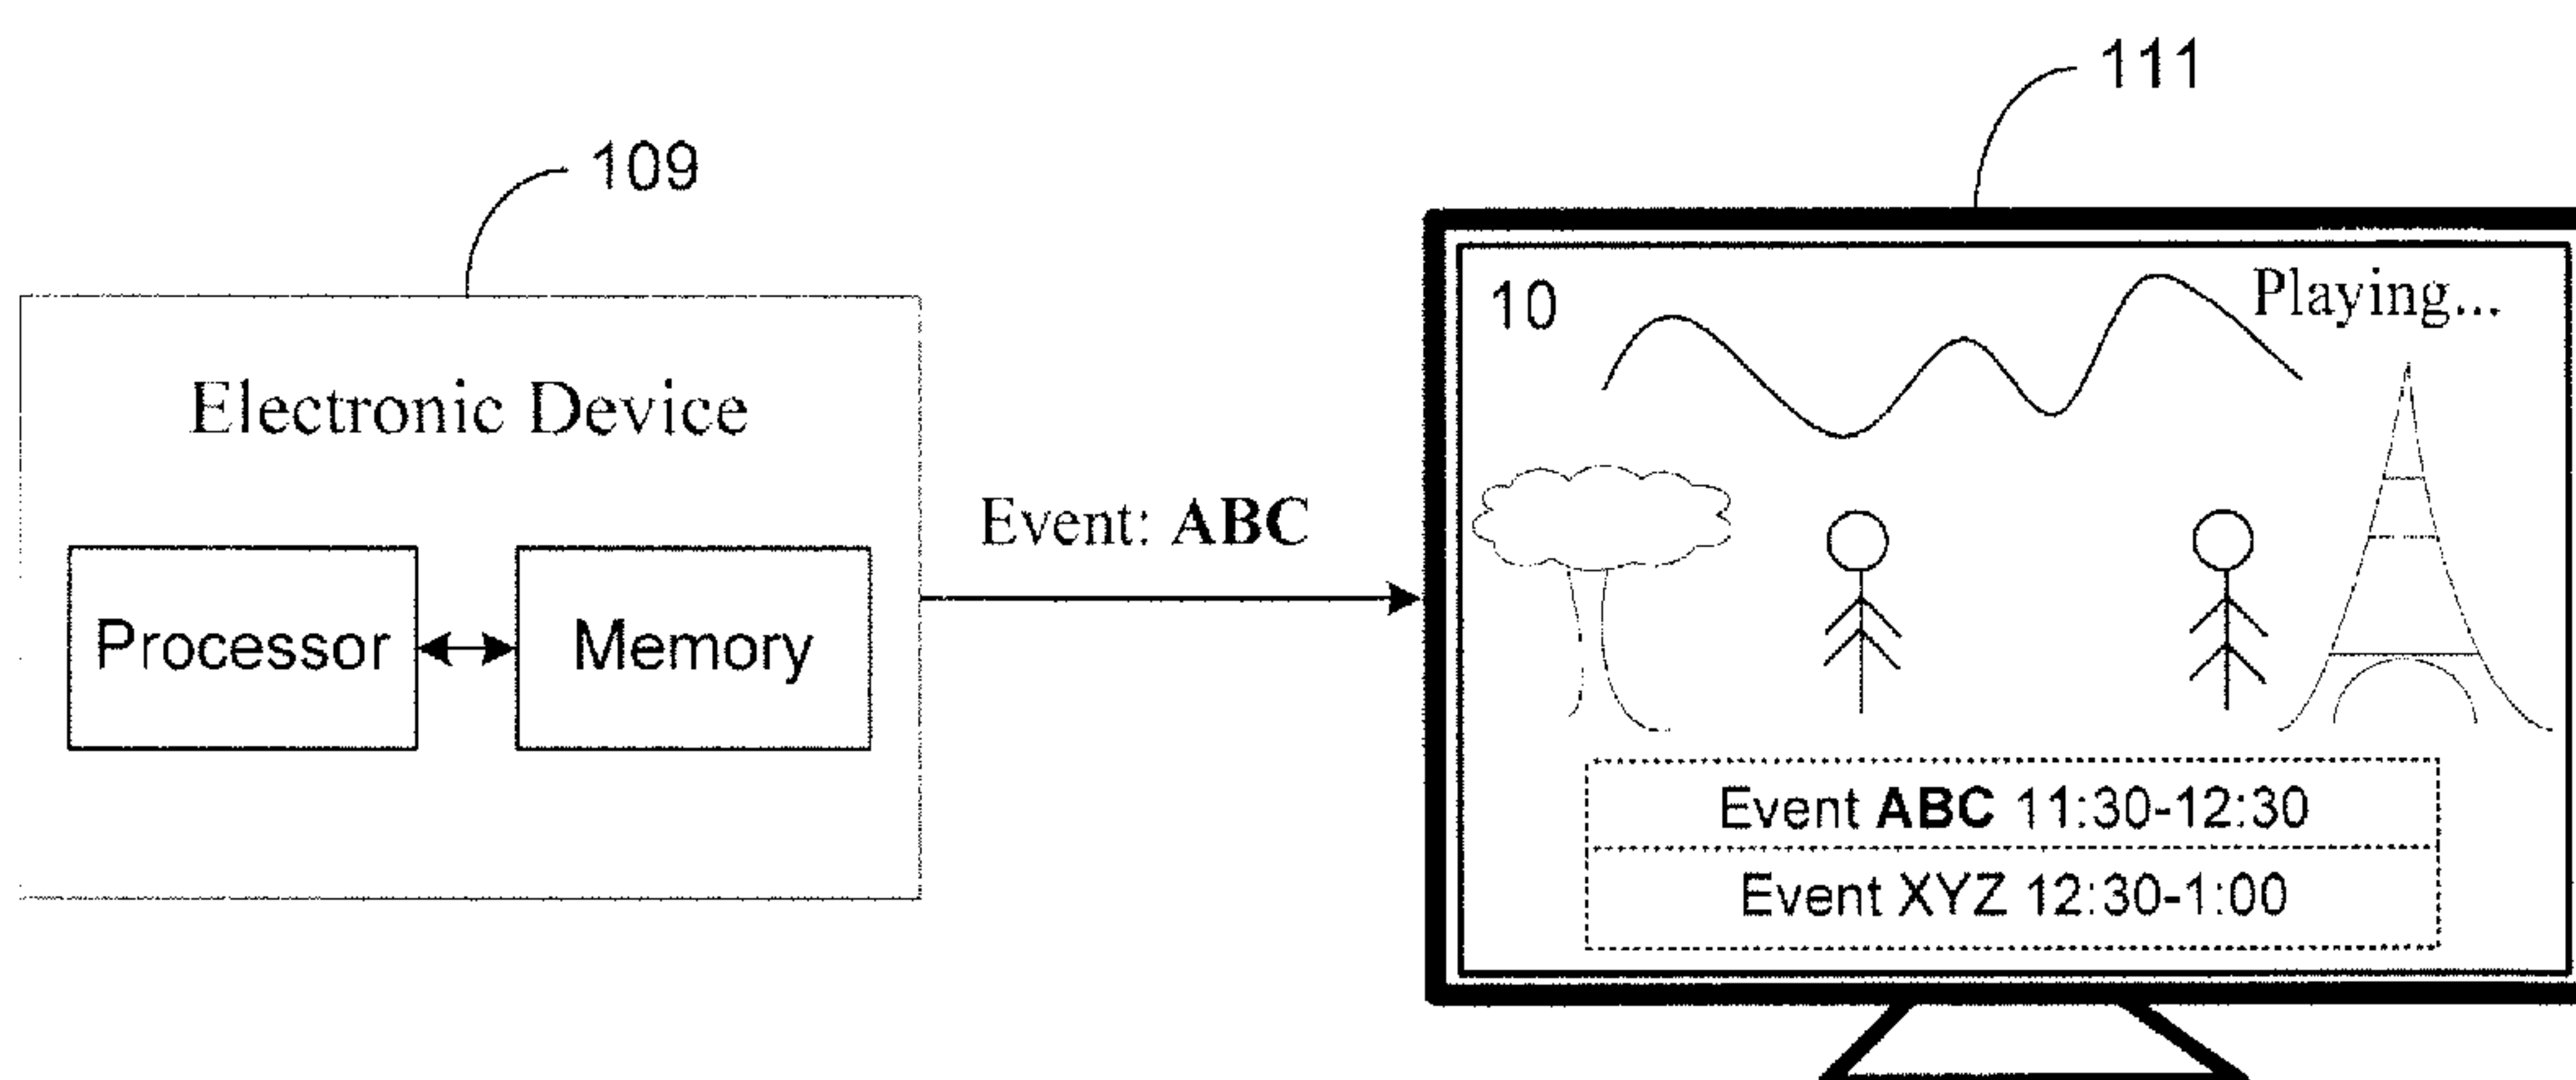 111
109
10
Playing...
Electronic Device
Event: ABC
Processor
Memory
Event ABC 11:30-12:30
Event XYZ 12:30-1:00